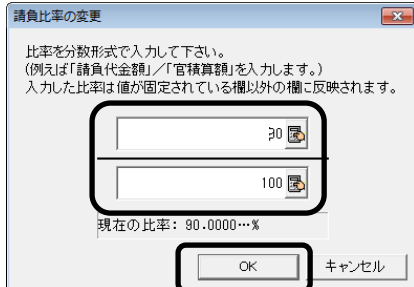 請負比率の変更
比率を分数形式で入力して下さい。
(例えば「請負代金額」／「官積算額」を入力します。)
入力した比率は値が固定されている欄以外の欄に反映されます。
90
100
現在の比率： 90.0000…%
OK
キャンセル